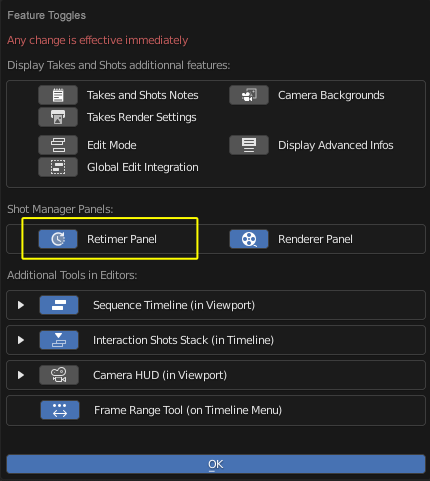 Feature Toggles
Any change is effective immediately
Display Takes and Shots additionnal features:
Takes and Shots Notes
Camera Backgrounds
Takes Render Settings
Edit Mode
Display Advanced Infos
Global Edit Integration
Shot Manager Panels:
Retimer Panel
Renderer Panel
Additional Tools in Editors:
Sequence Timeline (in Viewport)
Interaction Shots Stack (in Timeline)
Camera HUD (in Viewport)
Frame Range Tool (on Timeline Menu)
OK